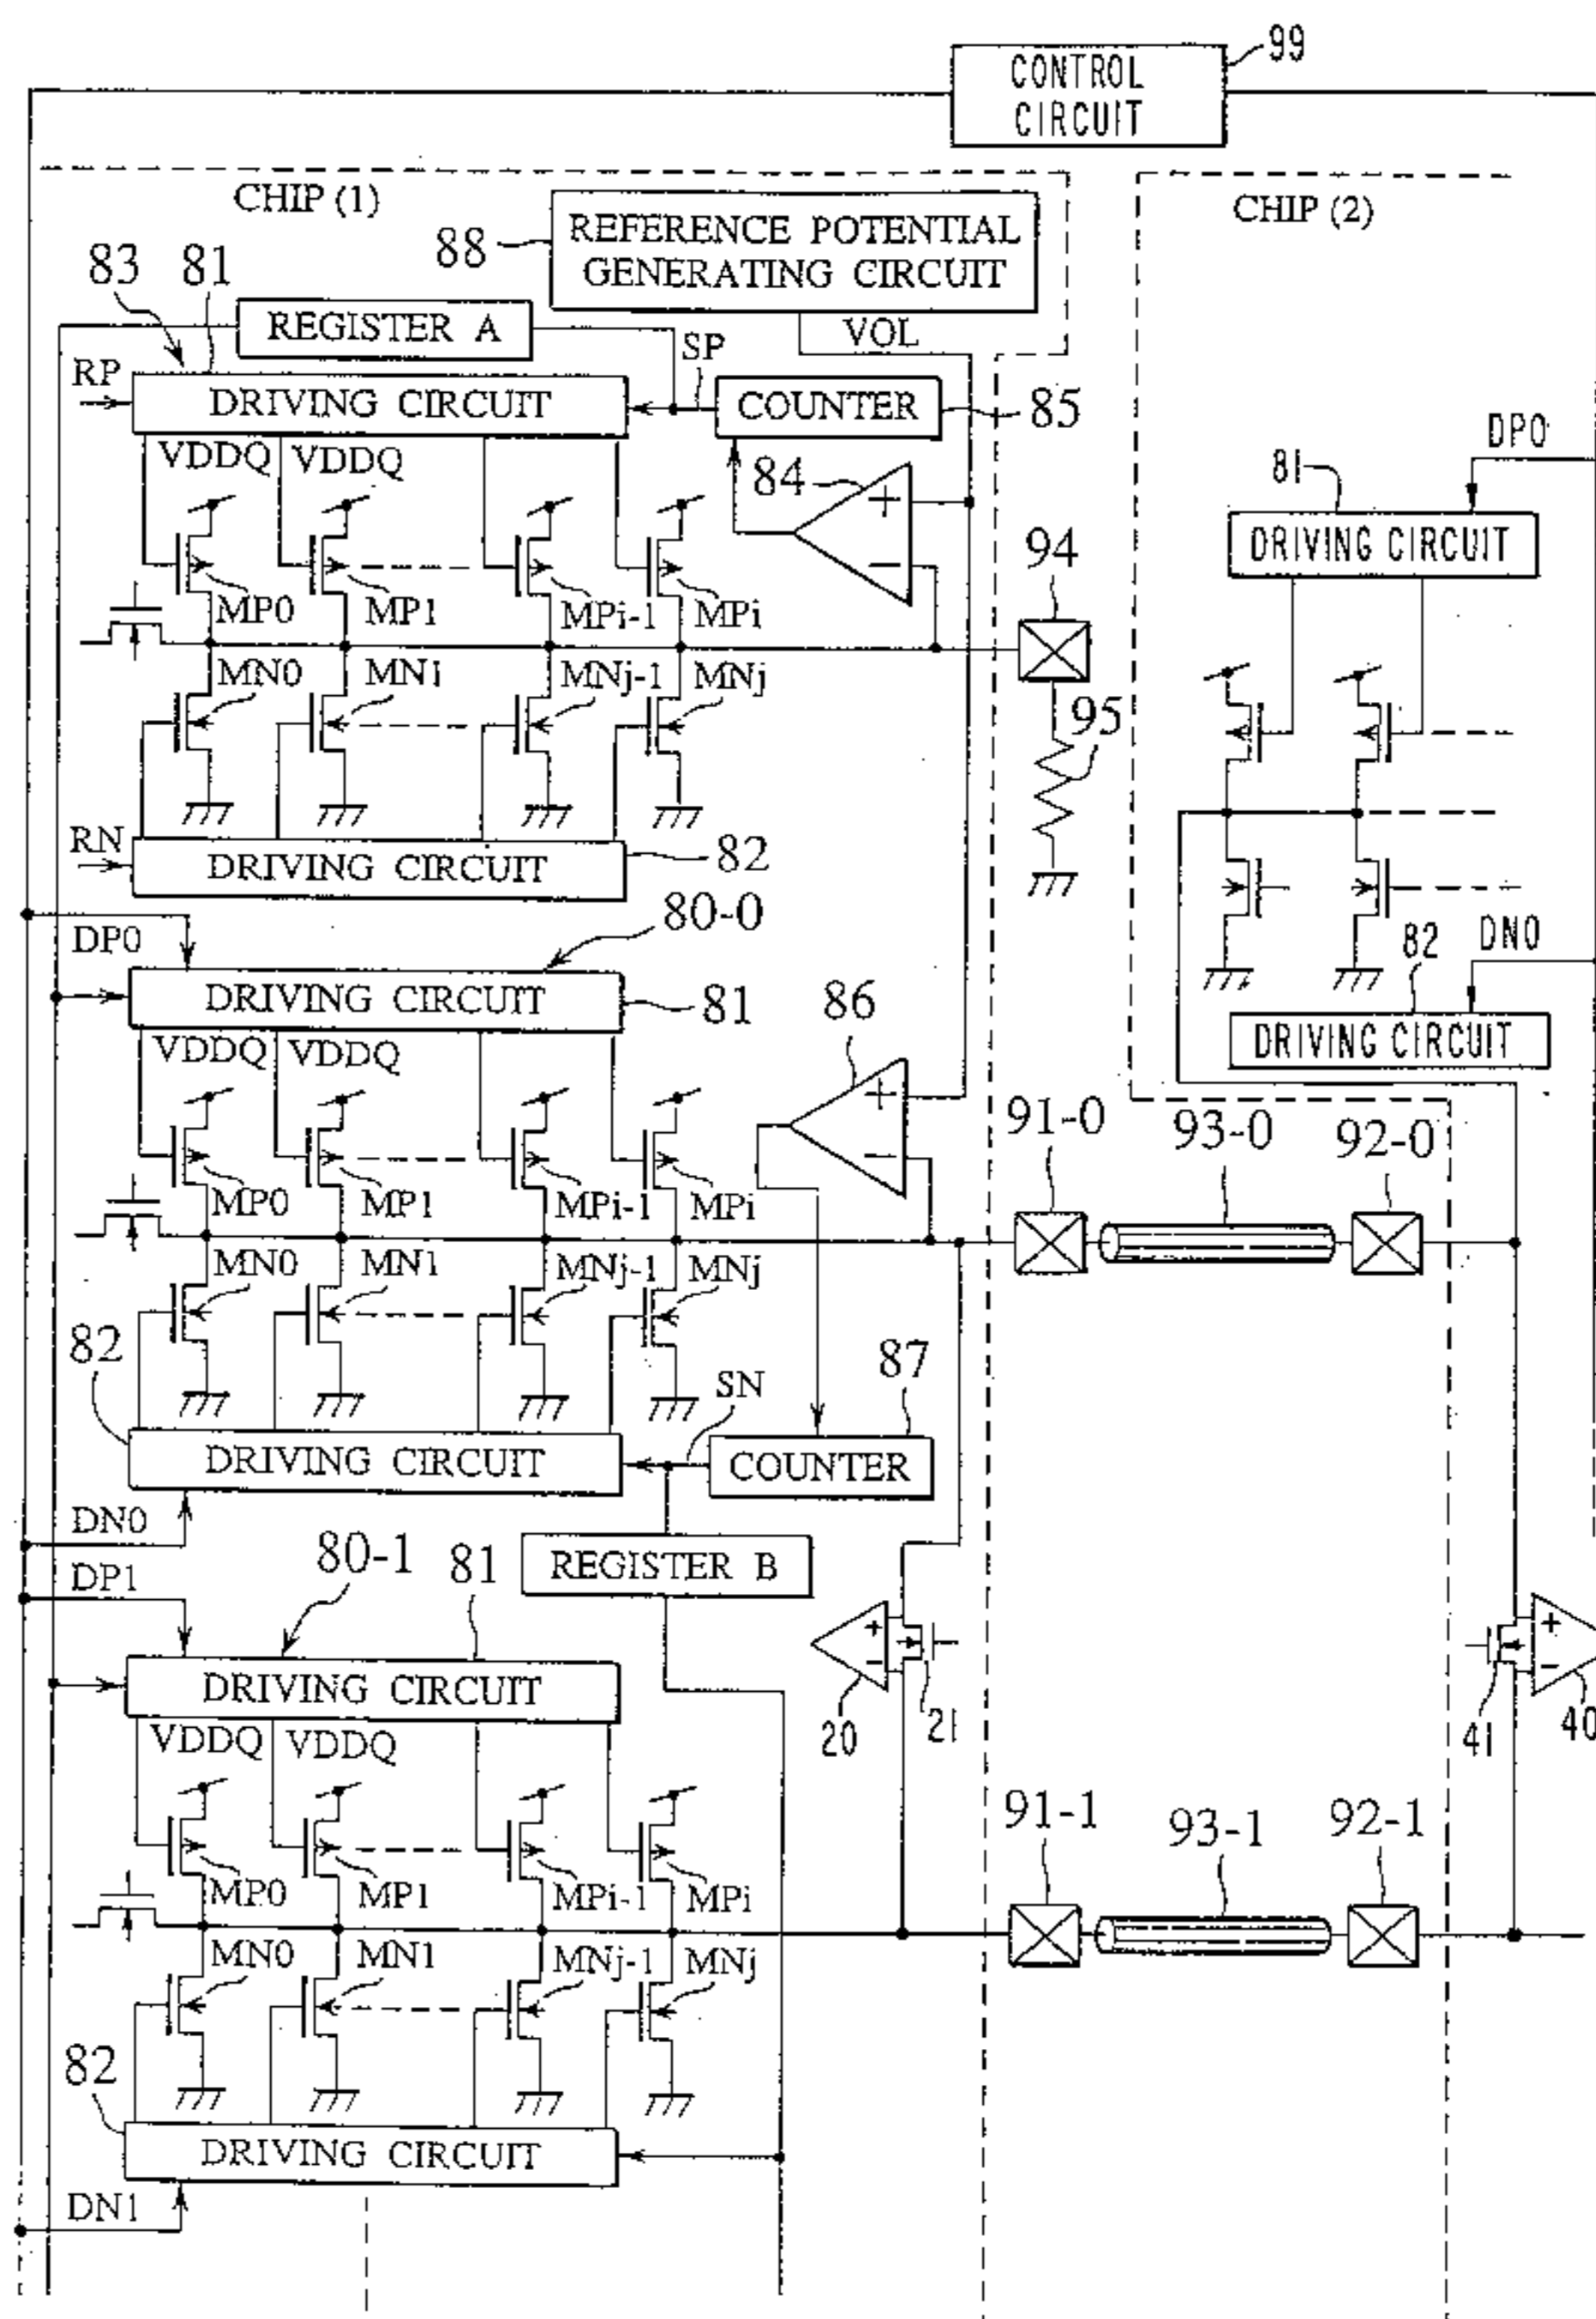 99
CONTROL
CIRCUIT
CHIP (1)
CHIP (2)
88
REFERENCE POTENTIAL
GENERATING CIRCUIT
83
81
REGISTER A
SP
VOL
RP
DRIVING CIRCUIT
COUNTER
85
DP0
VDDQ
VDDQ
84
+
−
81
DRIVING CIRCUIT
94
MP0
MP1
MPi-1
MPi
MN0
MN1
MNj-1
MNj
95
RN
DRIVING CIRCUIT
82
80-0
DP0
82
DN0
DRIVING CIRCUIT
81
86
DRIVING CIRCUIT
VDDQ
VDDQ
+
−
91-0
93-0
92-0
MP0
MP1
MPi-1
MPi
MN0
MN1
MNj-1
MNj
82
SN
87
DRIVING CIRCUIT
COUNTER
DN0
80-1
81
REGISTER B
DP1
+
−
+
−
DRIVING CIRCUIT
20
21
41
40
VDDQ
VDDQ
91-1
93-1
92-1
MP0
MP1
MPi-1
MPi
MN0
MN1
MNj-1
MNj
82
DRIVING CIRCUIT
DN1